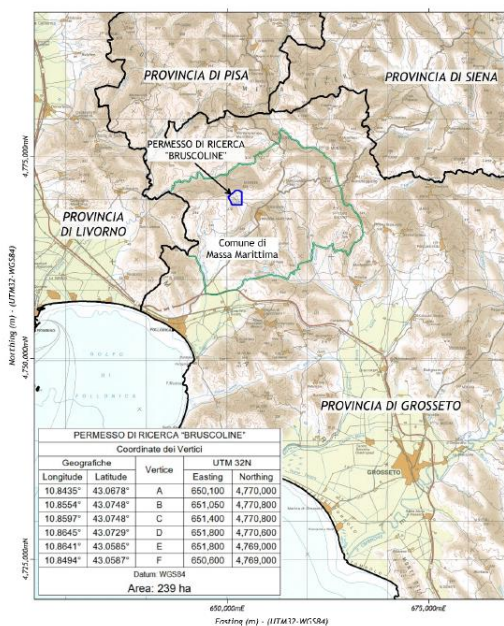 PROVINCIA DI PISA
PROVINCIA DI SIENA
4,775,000mN
PERMESSO DI RICERCA
"BRUSCOLINE"
PROVINCIA
DI LIVORNO
Comune di
Massa Marittima
Northing (m) - (UTM32-WGS84)
4,750,000mN
PROVINCIA DI GROSSETO
GROSSETO
PERMESSO DI RICERCA "BRUSCOLINE"
Coordinate dei Vertici
Geografiche Vertice UTM 32N
Longitude Latitude Easting Northing
10.8435° 43.0678° A 650,100 4,770,000
10.8554° 43.0748° B 651,050 4,770,800
10.8597° 43.0748° C 651,400 4,770,800
10.8645° 43.0729° D 651,800 4,770,600
10.8641° 43.0585° E 651,800 4,769,000
10.8494° 43.0587° F 650,600 4,769,000
Datum: WGS84
Area: 239 ha
4,725,000mN
650,000mE
675,000mE
Easting (m) - (UTM32-WGS84)